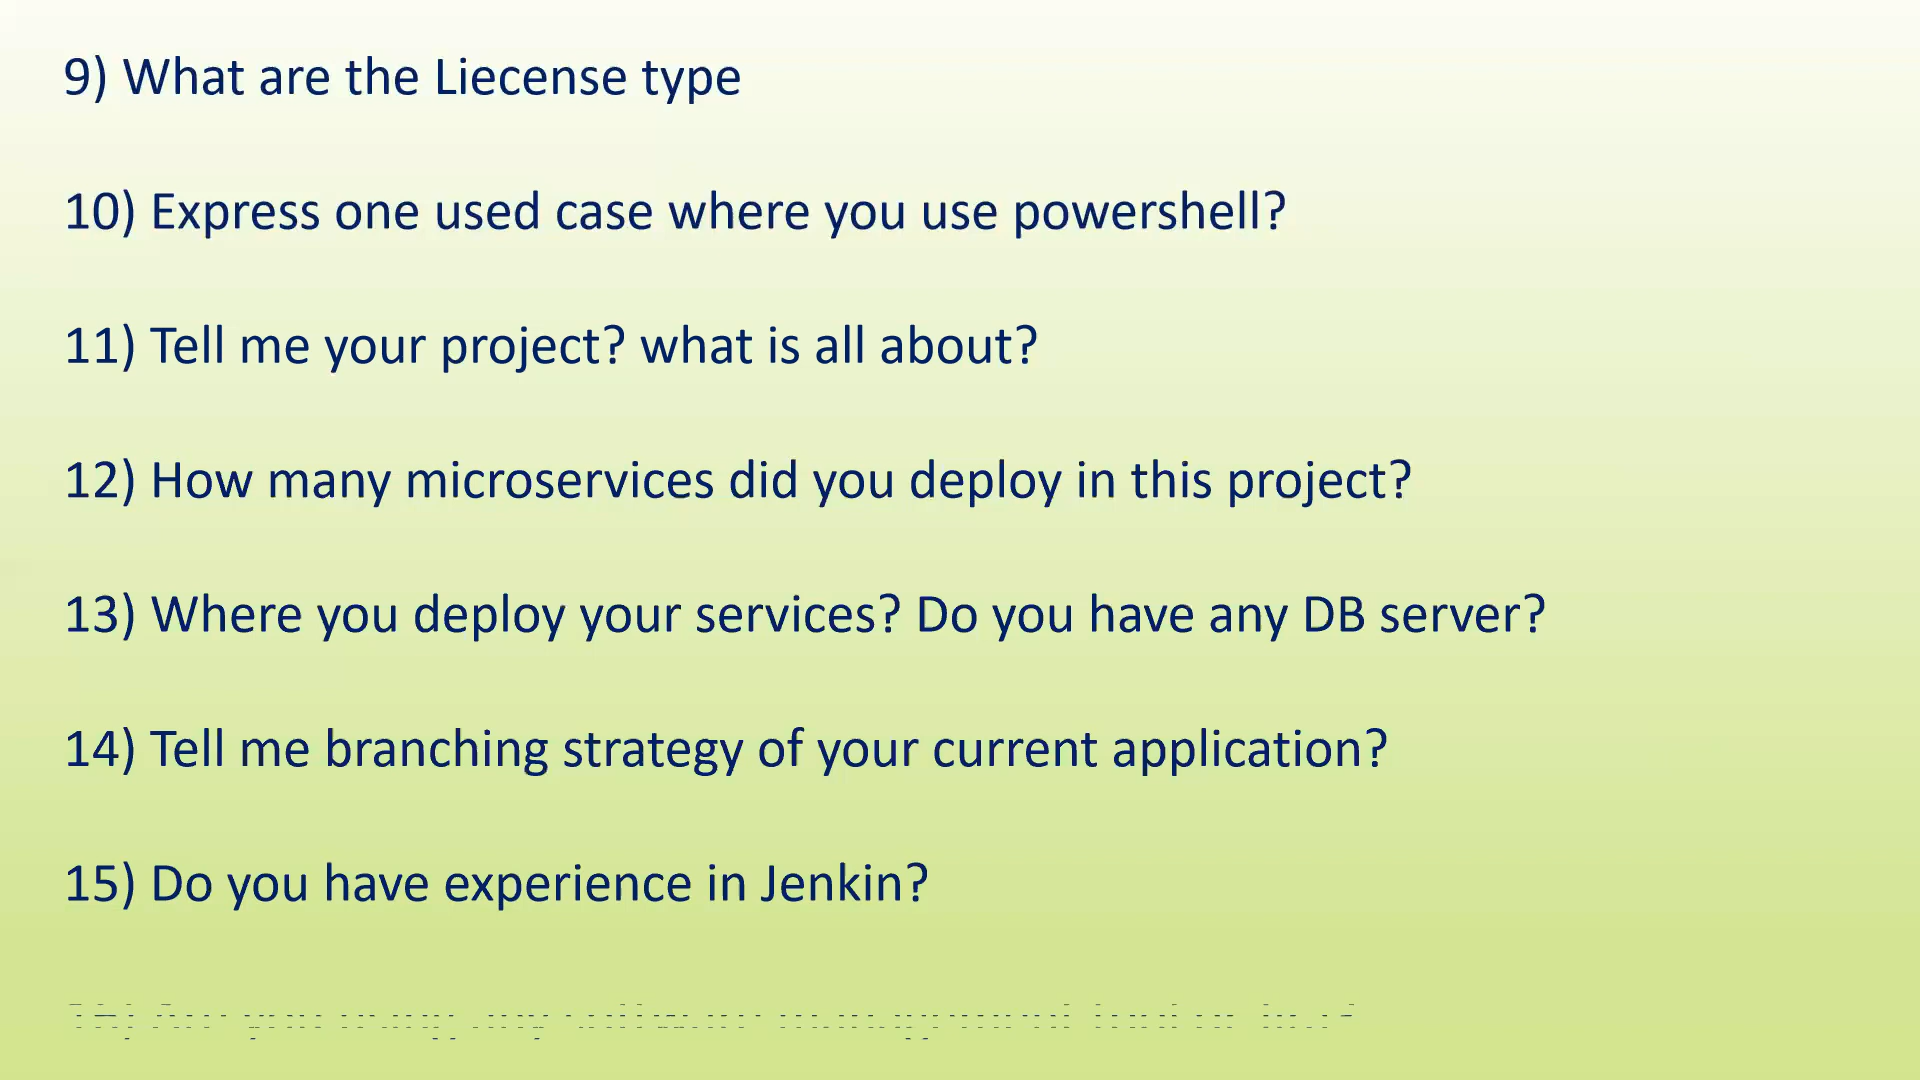 9) What are the Liecense type
10) Express one used case where you use powershell?
11) Tell me your project? what is all about?
12) How many microservices did you deploy in this project?
13) Where you deploy your services? Do you have any DB server?
14) Tell me branching strategy of your current application?
15) Do you have experience in Jenkin?